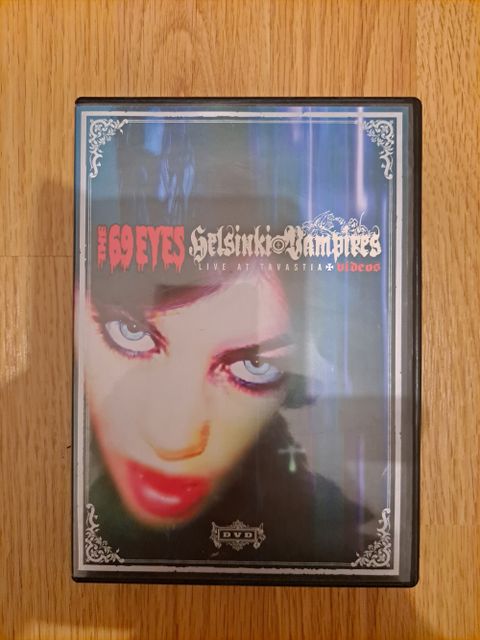 THE 69 EYES Helsinki Vampires
LIVE AT TAVASTIA + videos
DVD